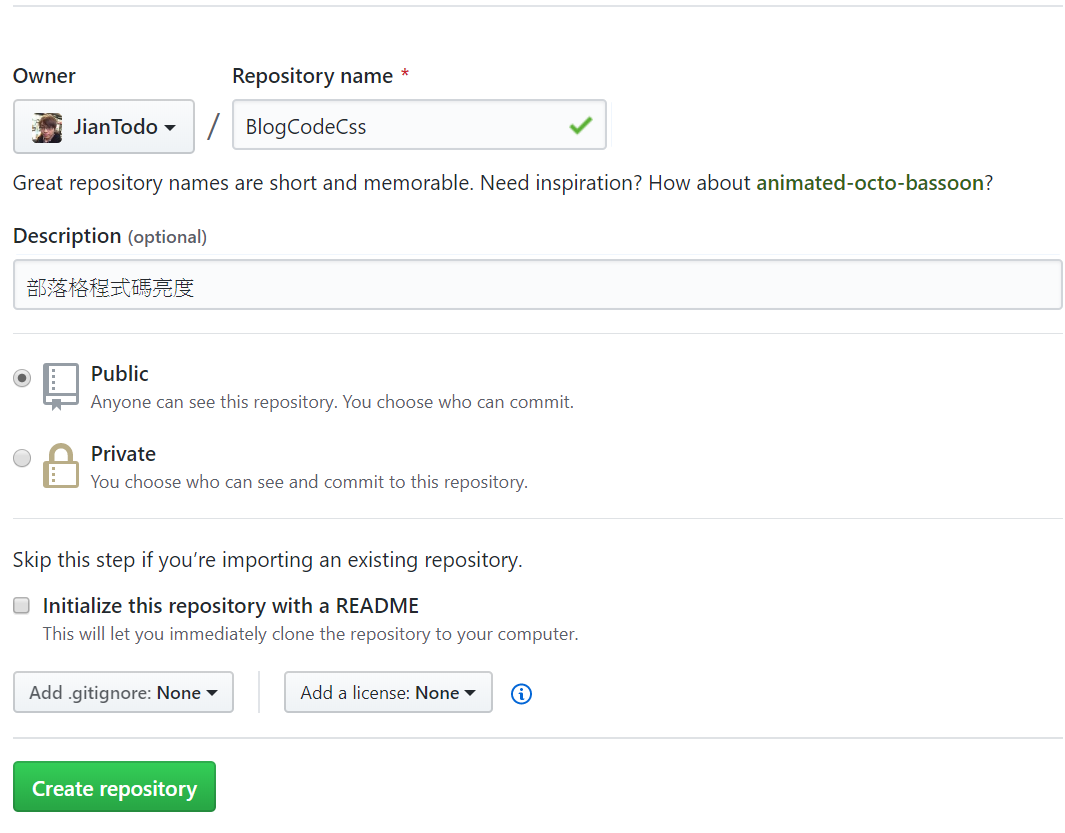 Owner
Repository name *
JianTodo / BlogCodeCss
Great repository names are short and memorable. Need inspiration? How about animated-octo-bassoon?
Description (optional)
部落格程式碼亮度
Public
Anyone can see this repository. You choose who can commit.
Private
You choose who can see and commit to this repository.
Skip this step if you’re importing an existing repository.
Initialize this repository with a README
This will let you immediately clone the repository to your computer.
Add .gitignore: None
Add a license: None
Create repository